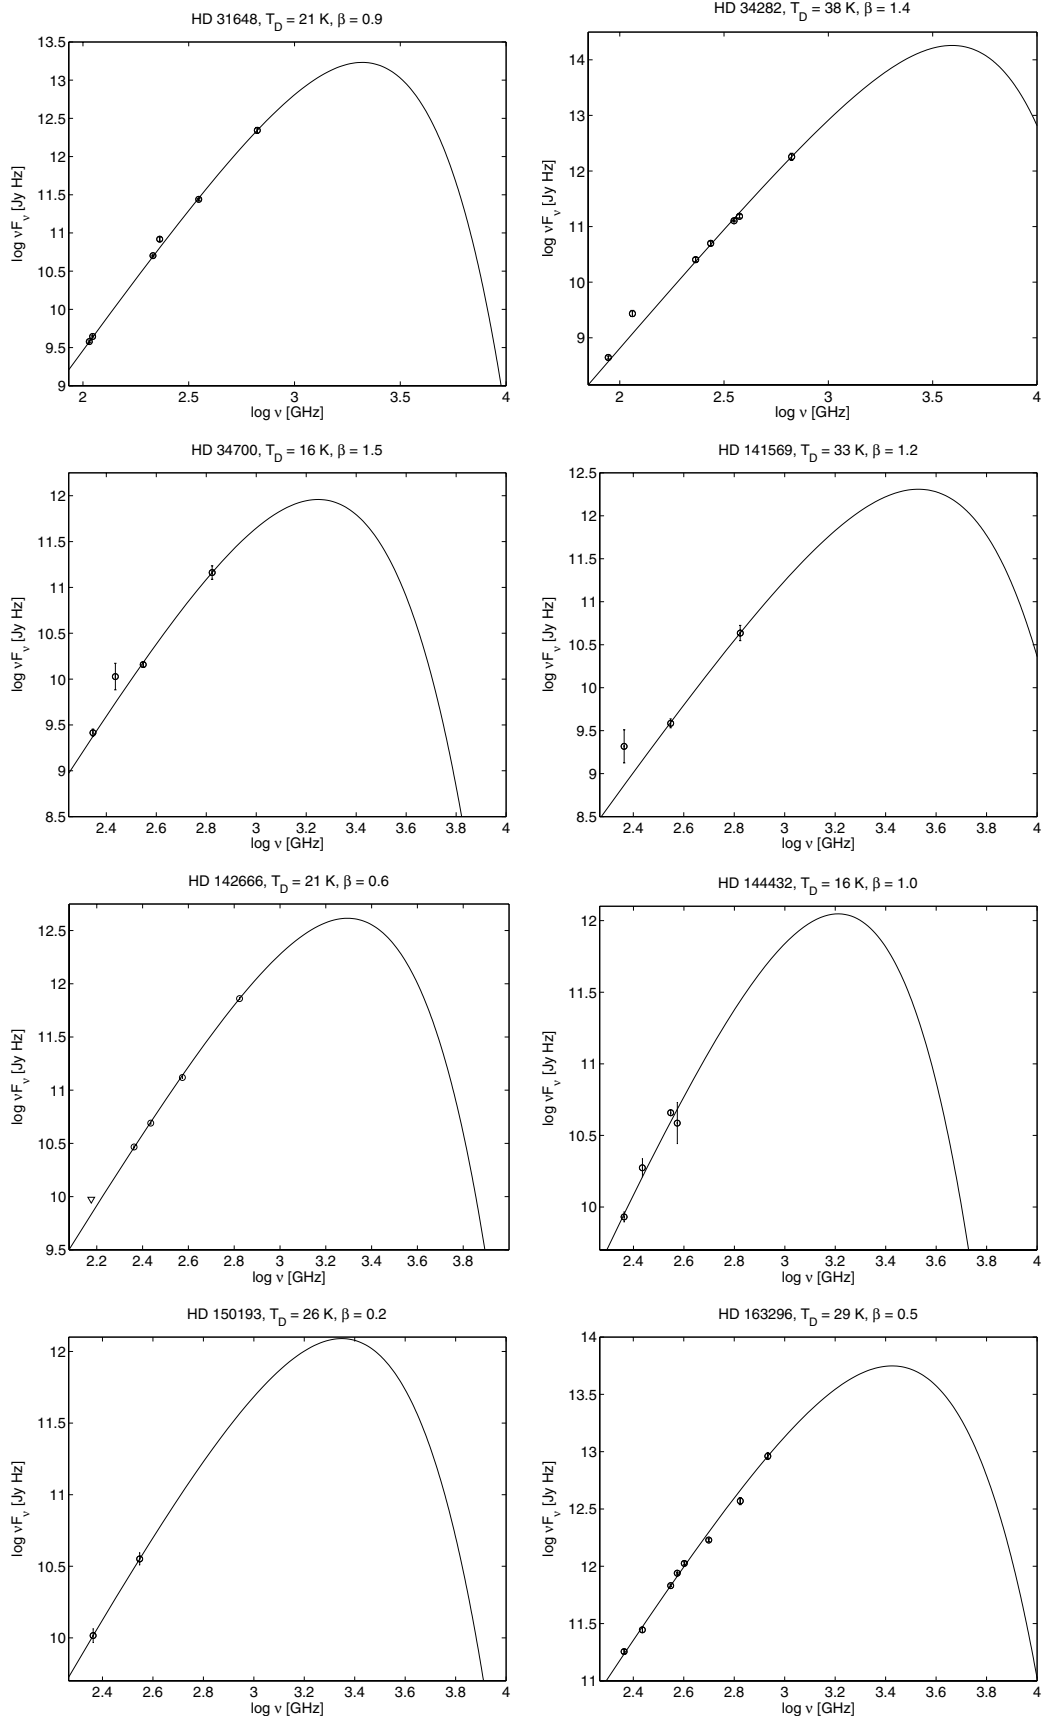 HD 31648, T_D = 21 K, β = 0.9
13.5
13
12.5
12
11.5
11
10.5
10
9.5
9
log νF_ν [Jy Hz]
2 2.5 3 3.5 4
log ν [GHz]
HD 34282, T_D = 38 K, β = 1.4
14
13
12
11
10
9
log νF_ν [Jy Hz]
2 2.5 3 3.5 4
log ν [GHz]
HD 34700, T_D = 16 K, β = 1.5
12
11.5
11
10.5
10
9.5
9
8.5
log νF_ν [Jy Hz]
2.4 2.6 2.8 3 3.2 3.4 3.6 3.8 4
log ν [GHz]
HD 141569, T_D = 33 K, β = 1.2
12.5
12
11.5
11
10.5
10
9.5
9
8.5
log νF_ν [Jy Hz]
2.4 2.6 2.8 3 3.2 3.4 3.6 3.8 4
log ν [GHz]
HD 142666, T_D = 21 K, β = 0.6
12.5
12
11.5
11
10.5
10
9.5
log νF_ν [Jy Hz]
2.2 2.4 2.6 2.8 3 3.2 3.4 3.6 3.8
log ν [GHz]
HD 144432, T_D = 16 K, β = 1.0
12
11.5
11
10.5
10
log νF_ν [Jy Hz]
2.4 2.6 2.8 3 3.2 3.4 3.6 3.8 4
log ν [GHz]
HD 150193, T_D = 26 K, β = 0.2
12
11.5
11
10.5
10
log νF_ν [Jy Hz]
2.4 2.6 2.8 3 3.2 3.4 3.6 3.8 4
log ν [GHz]
HD 163296, T_D = 29 K, β = 0.5
14
13.5
13
12.5
12
11.5
11
log νF_ν [Jy Hz]
2.4 2.6 2.8 3 3.2 3.4 3.6 3.8 4
log ν [GHz]